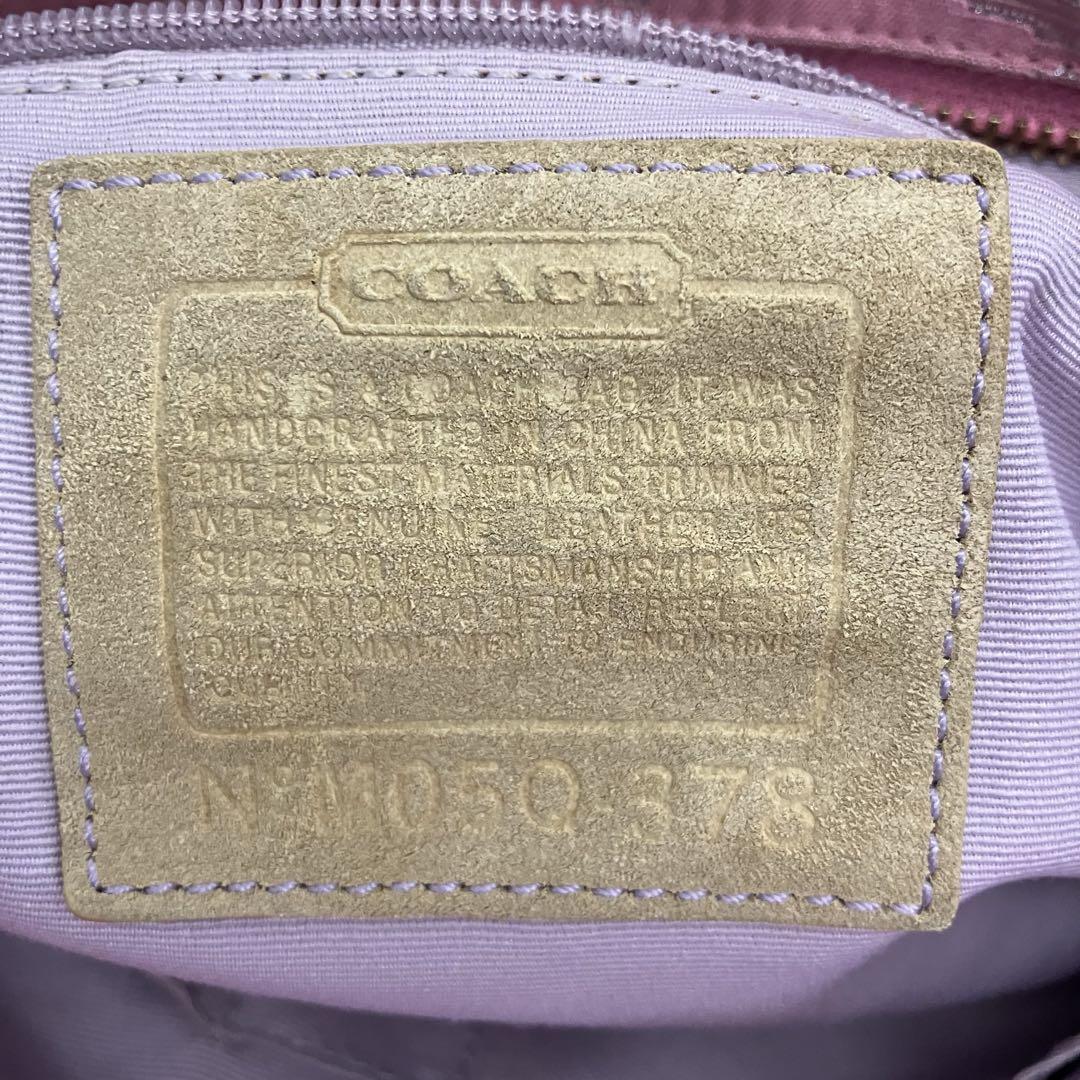 COACH
THIS IS A COACH BAG. IT WAS
HANDCRAFTED IN CHINA FROM
THE FINEST MATERIALS TRIMMED
WITH GENUINE LEATHER. ITS
SUPERIOR CRAFTSMANSHIP AND
ATTENTION TO DETAIL REFLECT
OUR COMMITMENT TO ENDURING
QUALITY.
Nº M05Q-378